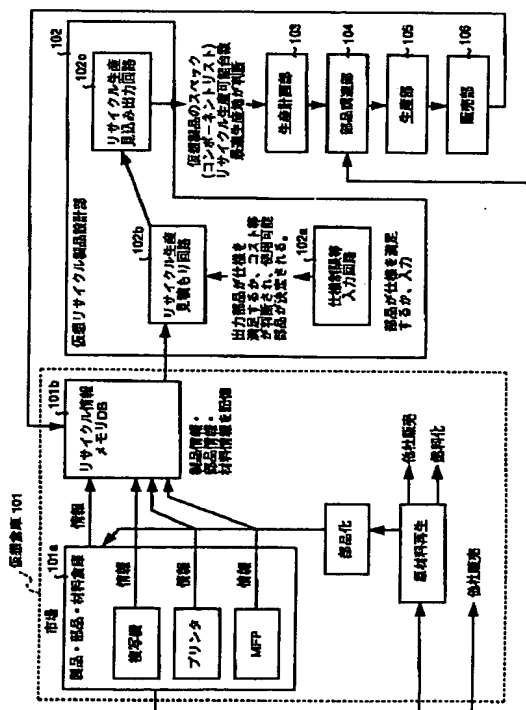 仮想倉庫 101
市場
101a
製品・部品・材料倉庫
複写機
プリンタ
MFP
情報
情報
情報
情報
101b
リサイクル情報
メモリDB
製品情報・
部品情報・
材料情報を記憶
部品化
原材料再生
他社販売
燃料化
他社販売
仮想リサイクル製品設計部
102
102b
リサイクル生産
見積もり回路
出力部品が仕様を
満足するか、コスト等
が判断され、使用可能
部品が決定される。
102a
仕様制限等
入力回路
部品が仕様を満足
するか、入力
102c
リサイクル生産
見込み出力回路
仮想製品のスペック
(コンポーネントリスト)
リサイクル生産可能台数
最適生産地が判断
生産計画部
103
部品調達部
104
生産部
105
販売部
106